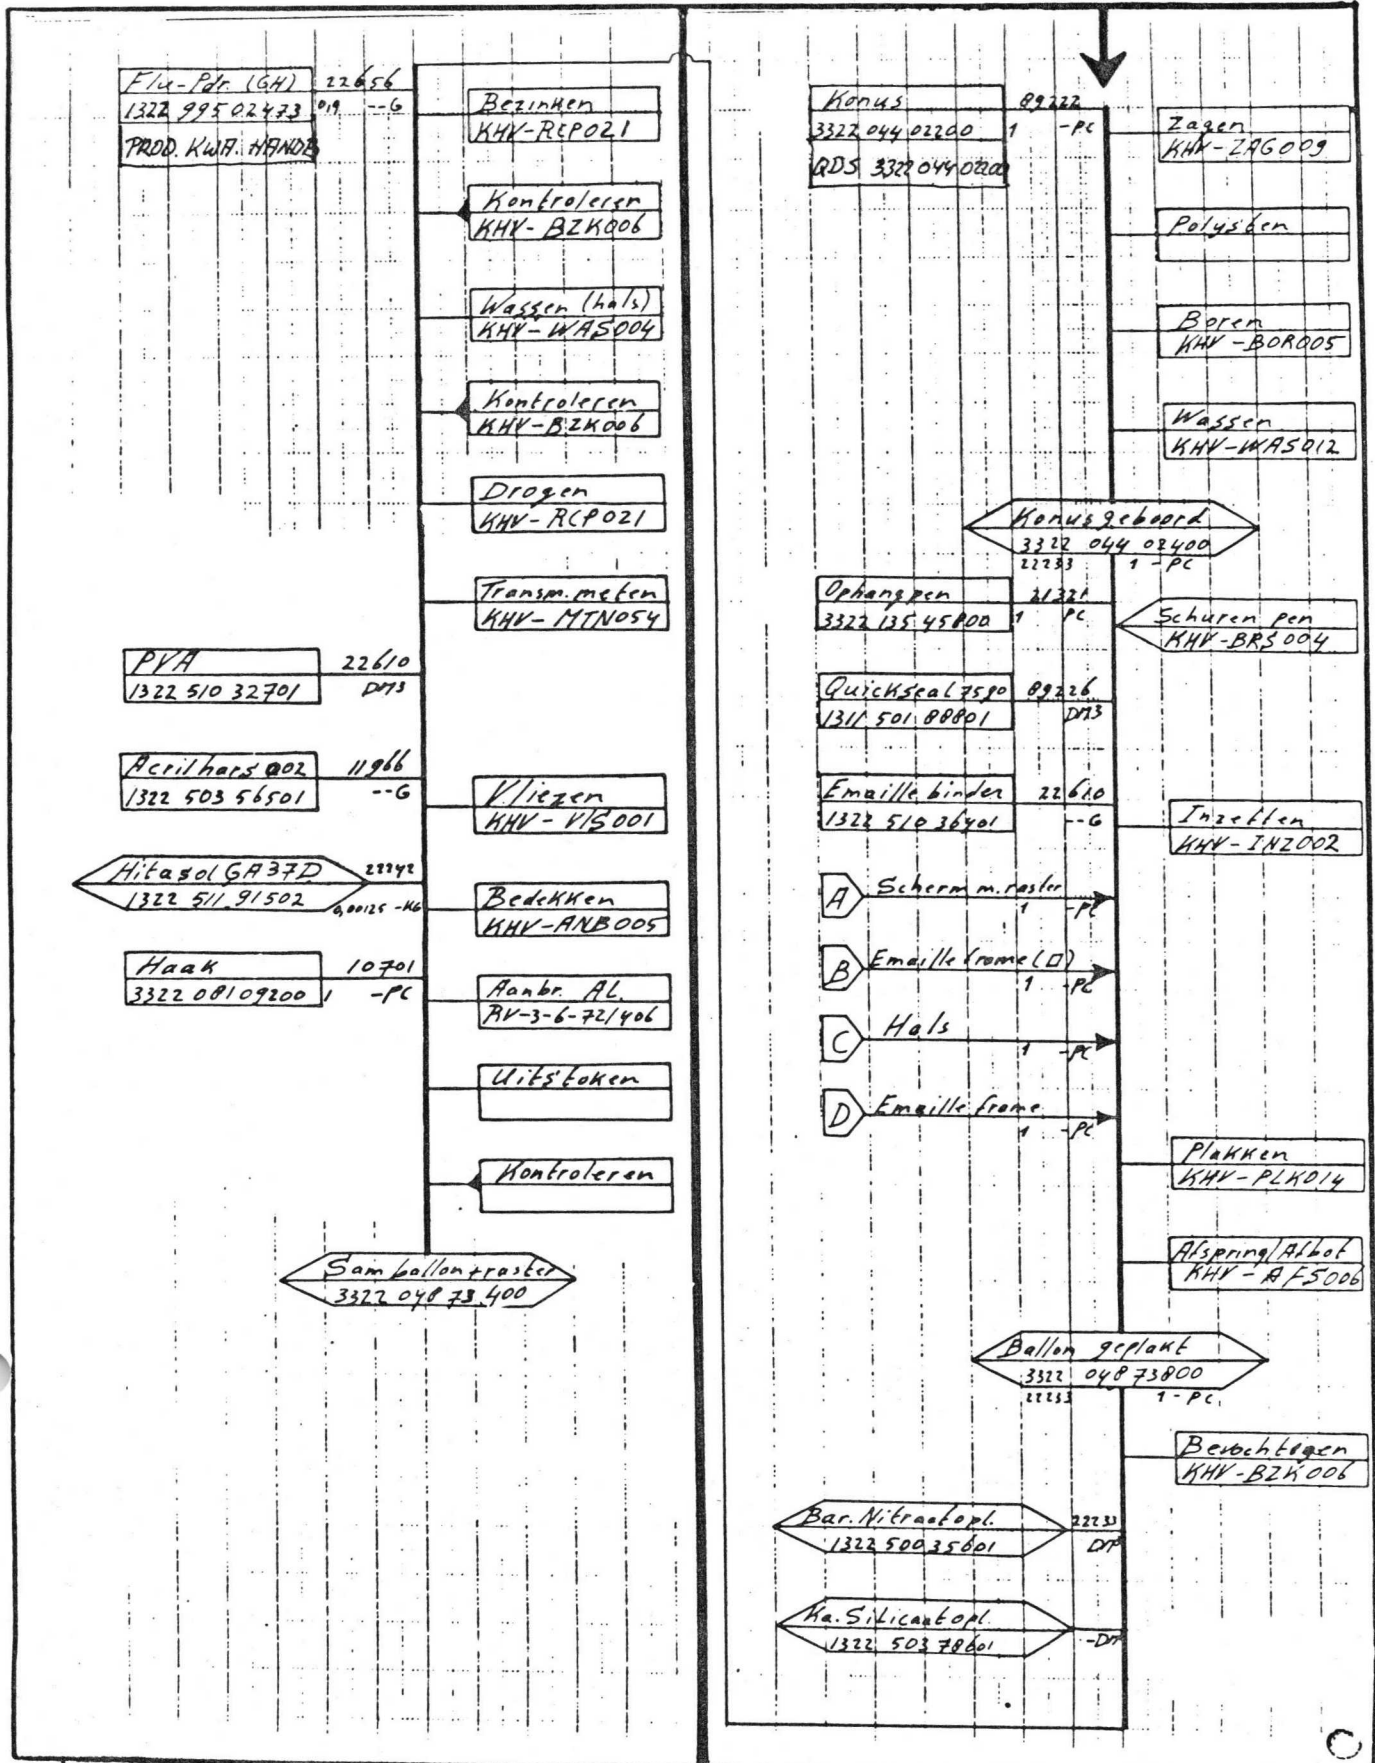 Flu-Pdr. (GH) 22656
1322 995 02473 019 --G
PROD. KWA. HANDB
Bezinken
KHV-RCP021
Kontroleren
KHV-BZK006
Wassen (hals)
KHV-WAS004
Kontroleren
KHV-BZK006
Drogen
KHV-RCP021
Transm. meten
KHV-MTN054
PVA 22610
1322 510 32701 DM3
Acrilhars 002 11966
1322 503 56501 --G
Vliezen
KHV-VIS001
Hitasol GA37D 22242
1322 511 91502 0,00125 -KG
Bedekken
KHV-ANB005
Haak 10701
3322 081 09200 1 -PC
Aanbr. AL.
RV-3-6-72/406
Uitstoken
Kontroleren
Sam ballon+raster
3322 048 73400
Konus 89222
3322 044 02200 1 -PC
QDS 3322 044 02200
Zagen
KHV-ZAG009
Polysten
Boren
KHV-BOR005
Wassen
KHV-WAS012
Konus geboord
3322 044 02400
22233 1 -PC
Ophangpen 21321
3322 135 45800 1 PC
Schuren pen
KHV-BRS004
Quickseal 7590 89226
1311 501 88801 DM3
Emaille binder 22610
1322 510 36401 --G
Inzetten
KHV-INZ002
A Scherm m. raster
1 -PC
B Emaille frame (□)
1 -PC
C Hals
1 -PC
D Emaille frame
1 -PC
Plakken
KHV-PLK014
Afspring/Afbot
KHV-AFS006
Ballon geplakt
3322 048 73800
22233 1 -PC
Bevochtigen
KHV-BZK006
Bar. Nitraatopl. 22233
1322 500 35601
Ka. Silicaatopl.
1322 503 78601